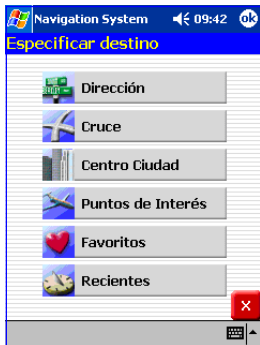 Navigation System 09:42 ok
Especificar destino
Dirección
Cruce
Centro Ciudad
Puntos de Interés
Favoritos
Recientes
x